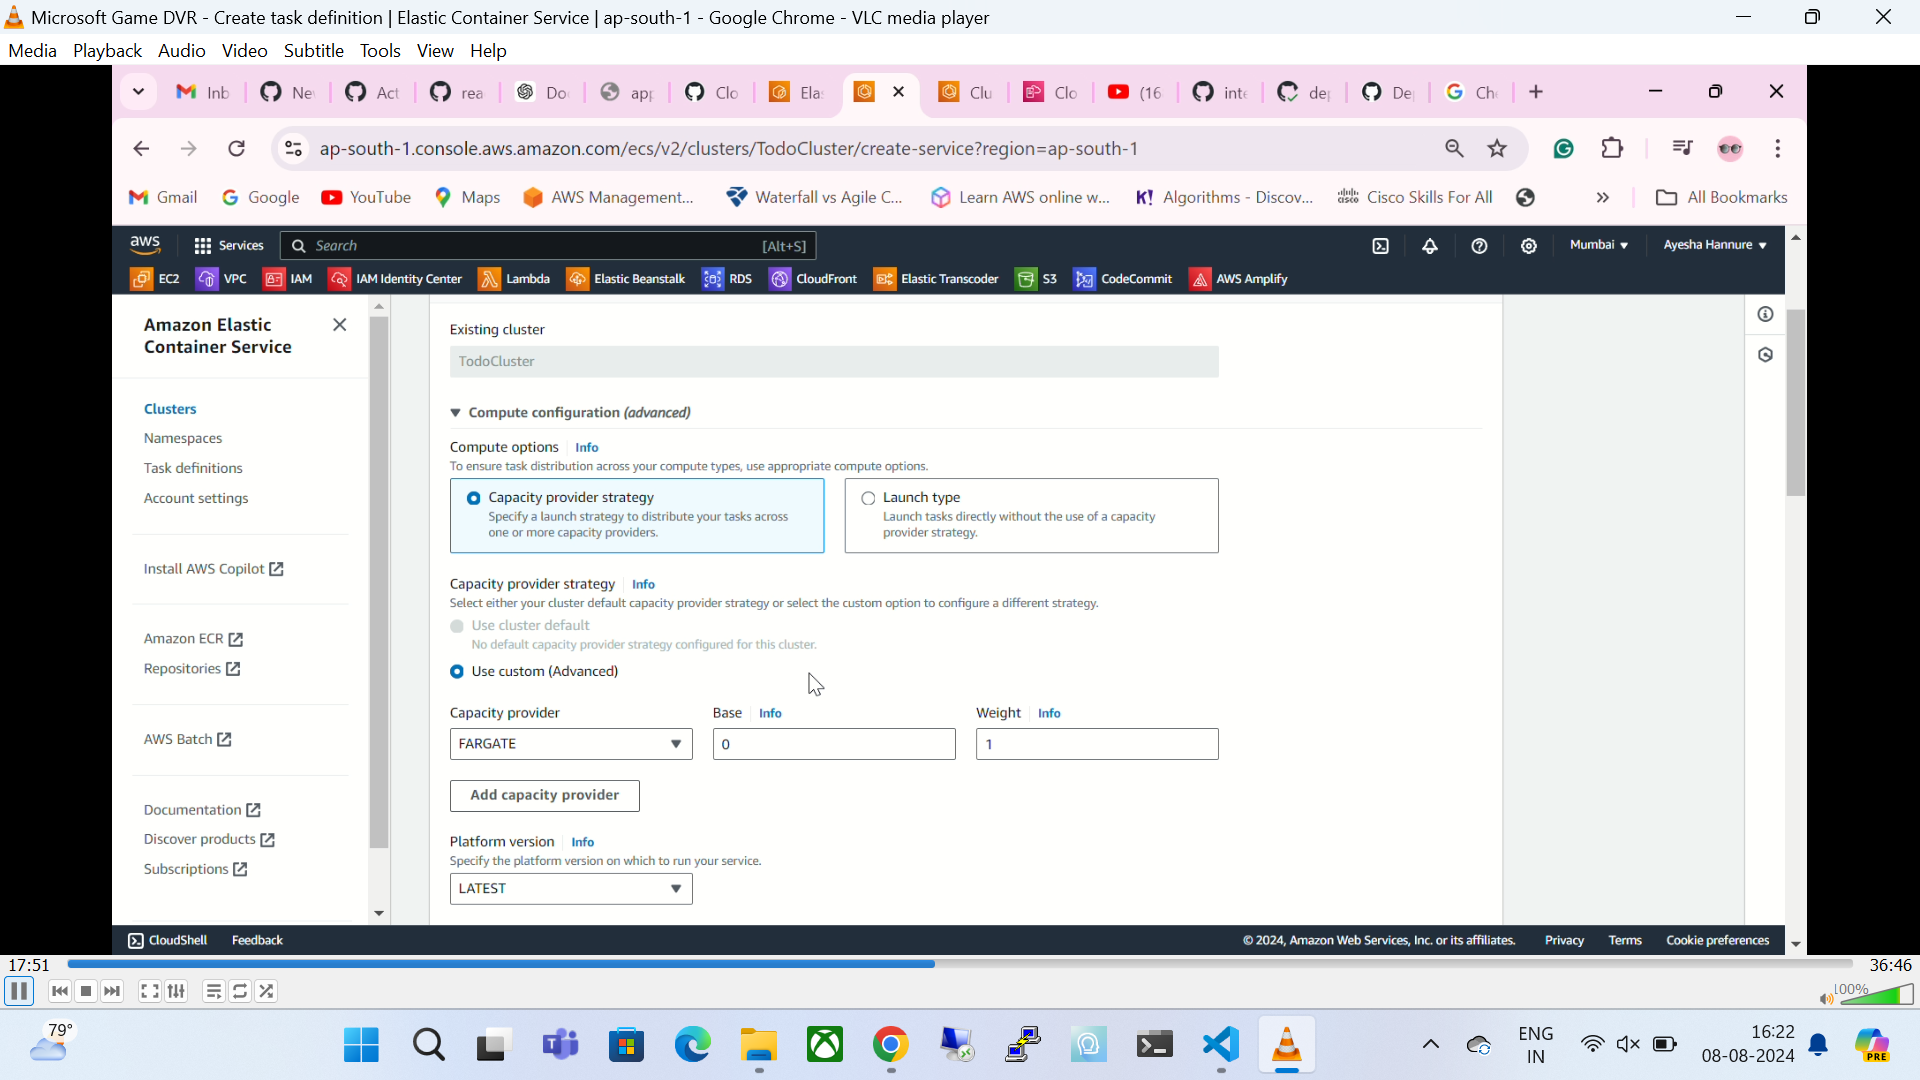 Microsoft Game DVR - Create task definition | Elastic Container Service | ap-south-1 - Google Chrome - VLC media player
Media Playback Audio Video Subtitle Tools View Help
Inb Ne Act rea Do app Clo Ela Clu Clo (16 inte dep De Ch
ap-south-1.console.aws.amazon.com/ecs/v2/clusters/TodoCluster/create-service?region=ap-south-1
Gmail Google YouTube Maps AWS Management... Waterfall vs Agile C... Learn AWS online w... K! Algorithms - Discov... Cisco Skills For All » All Bookmarks
aws Services Search [Alt+S] Mumbai Ayesha Hannure
EC2 VPC IAM IAM Identity Center Lambda Elastic Beanstalk RDS CloudFront Elastic Transcoder S3 CodeCommit AWS Amplify
Amazon Elastic
Container Service
Clusters
Namespaces
Task definitions
Account settings
Install AWS Copilot
Amazon ECR
Repositories
AWS Batch
Documentation
Discover products
Subscriptions
Existing cluster
TodoCluster
Compute configuration (advanced)
Compute options Info
To ensure task distribution across your compute types, use appropriate compute options.
Capacity provider strategy
Specify a launch strategy to distribute your tasks across
one or more capacity providers.
Launch type
Launch tasks directly without the use of a capacity
provider strategy.
Capacity provider strategy Info
Select either your cluster default capacity provider strategy or select the custom option to configure a different strategy.
Use cluster default
No default capacity provider strategy configured for this cluster.
Use custom (Advanced)
Capacity provider Base Info Weight Info
FARGATE 0 1
Add capacity provider
Platform version Info
Specify the platform version on which to run your service.
LATEST
CloudShell Feedback © 2024, Amazon Web Services, Inc. or its affiliates. Privacy Terms Cookie preferences
17:51 36:46
100%
79°
ENG
IN
16:22
08-08-2024
PRE